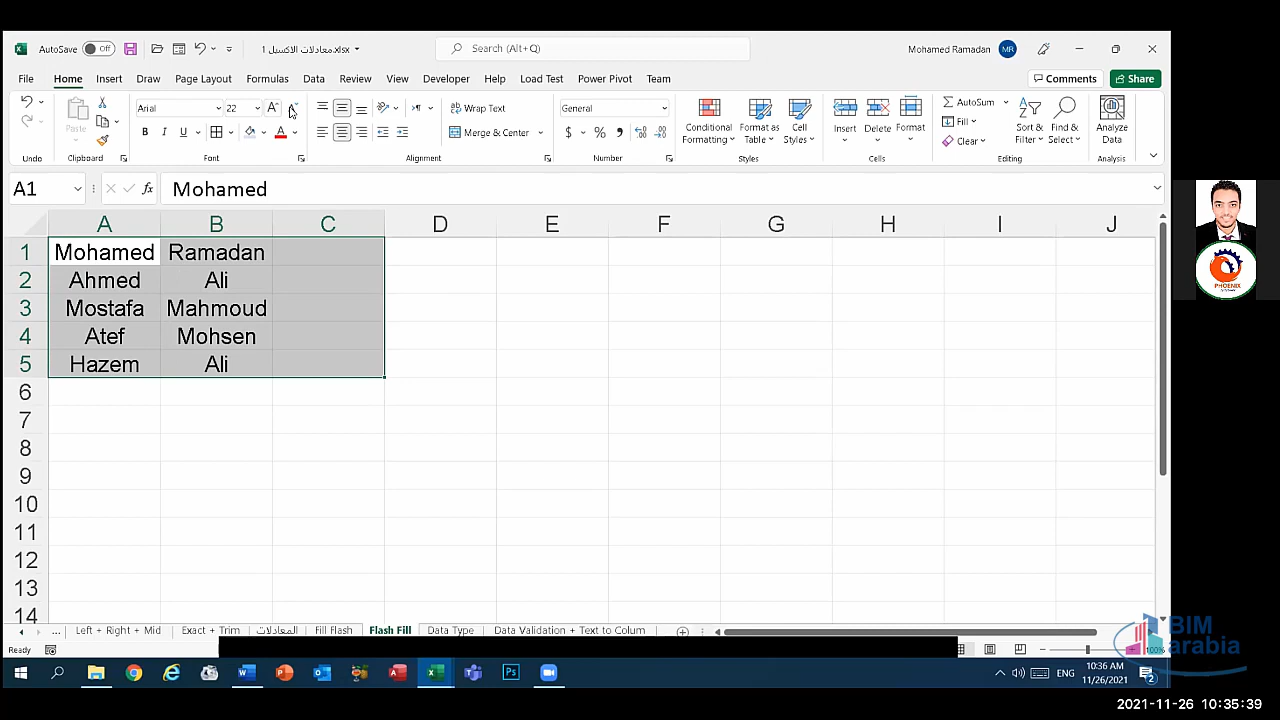 AutoSave Off معادلات الاكسيل 1.xlsx Search (Alt+Q) Mohamed Ramadan MR
File Home Insert Draw Page Layout Formulas Data Review View Developer Help Load Test Power Pivot Team Comments Share
Arial 22 Wrap Text General AutoSum
Paste Merge & Center Conditional Formatting Format as Table Cell Styles Insert Delete Format Fill Sort & Filter Find & Select Analyze Data
Clear
Undo Clipboard Font Alignment Number Styles Cells Editing Analysis
A1 Mohamed
A B C D E F G H I J
1 Mohamed Ramadan
2 Ahmed Ali
3 Mostafa Mahmoud
4 Atef Mohsen
5 Hazem Ali
6
7
8
9
10
11
12
13
14
PHOENIX
... Left + Right + Mid Exact + Trim المعادلات Fill Flash Flash Fill Data Type Data Validation + Text to Colum
Ready 100%
BIM
arabia
ENG 10:36 AM
11/26/2021 2
2021-11-26 10:35:39